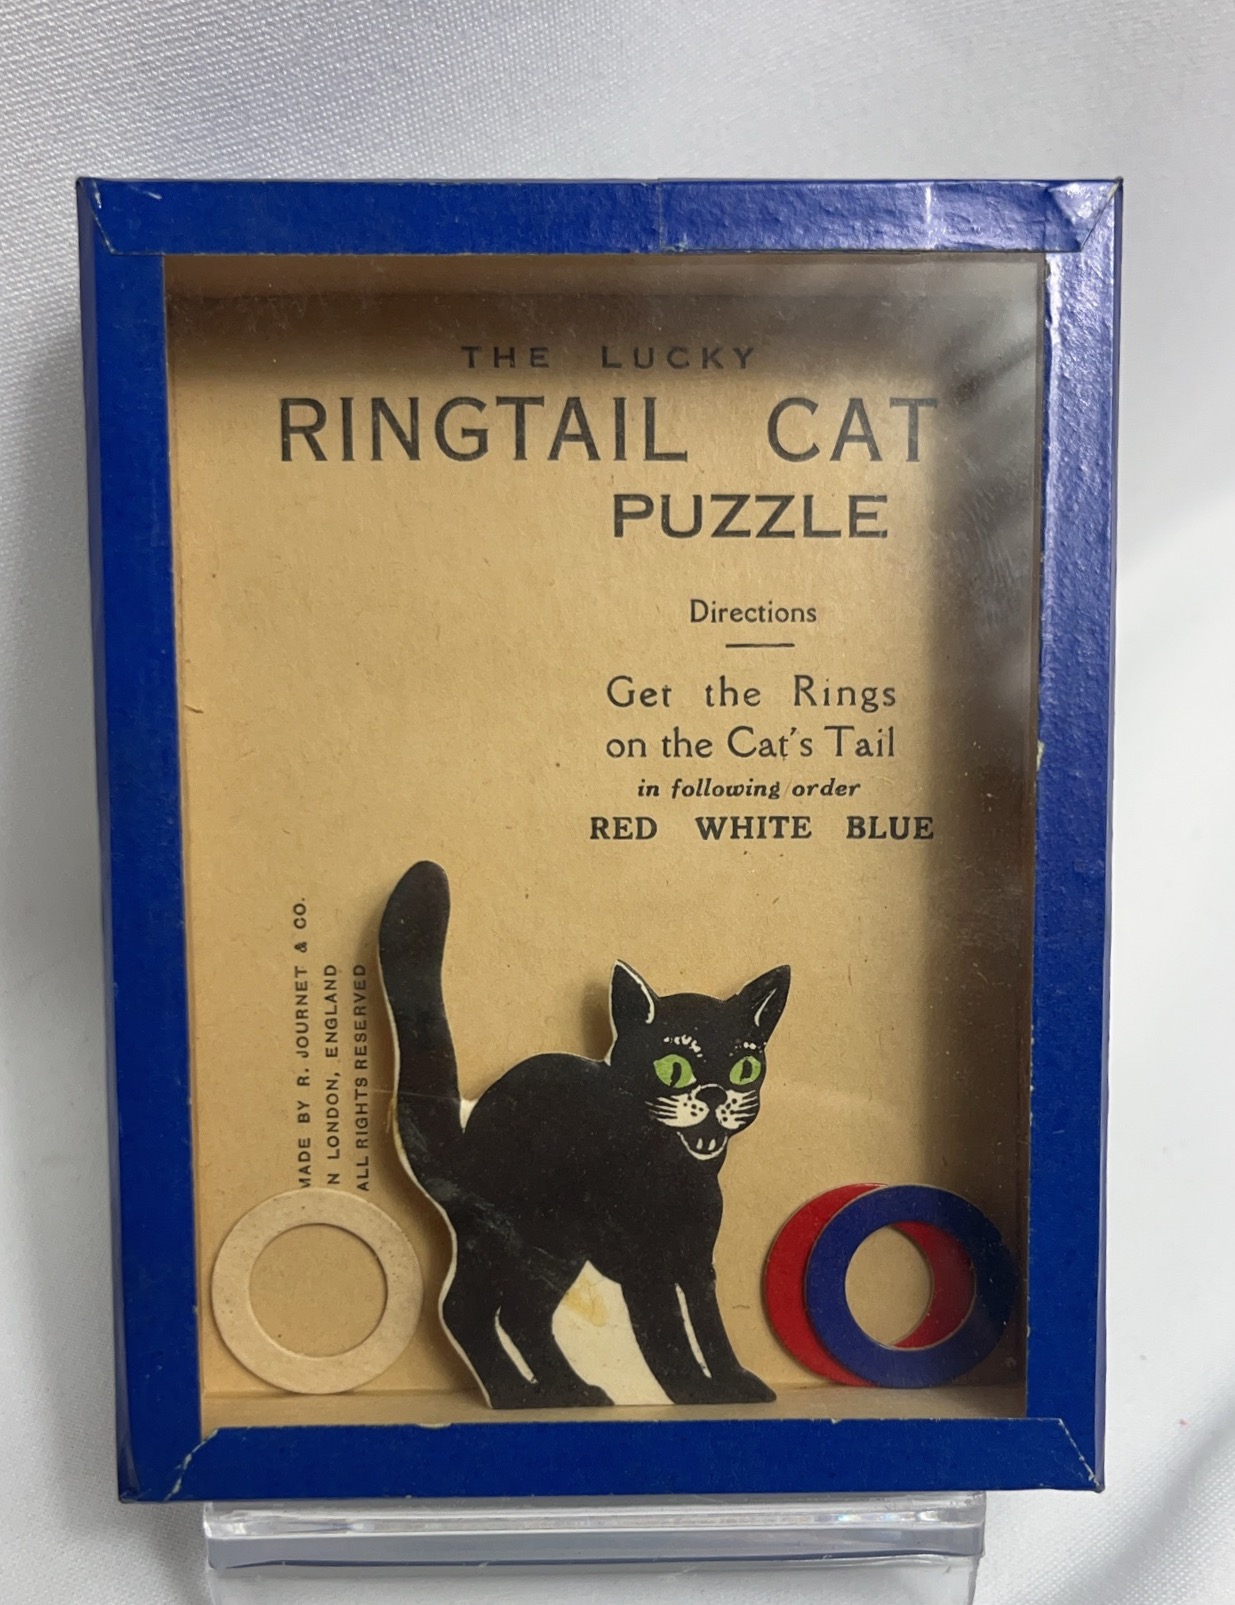 THE LUCKY
RINGTAIL CAT
PUZZLE
Directions
Get the Rings
on the Cat's Tail
in following order
RED WHITE BLUE
MADE BY R. JOURNET & CO.
N LONDON, ENGLAND
ALL RIGHTS RESERVED